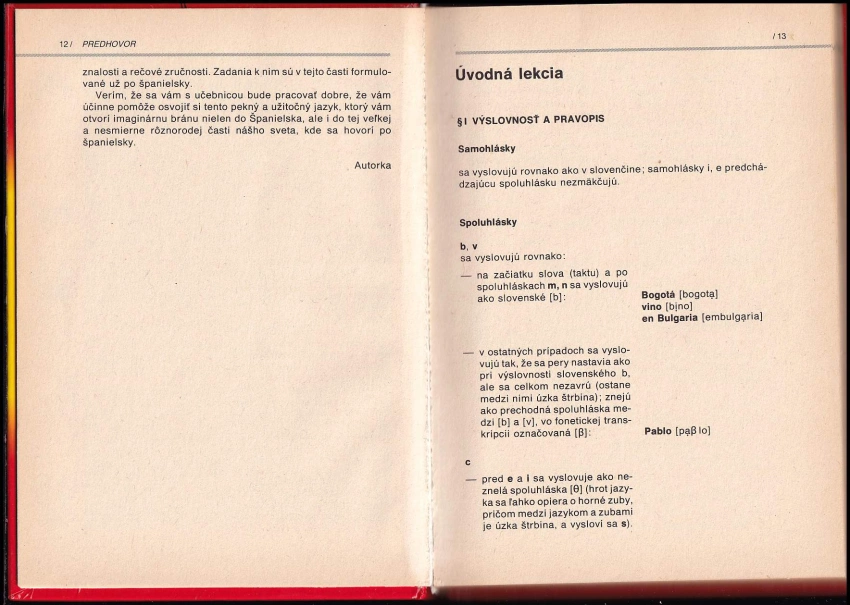 12 / PREDHOVOR
znalosti a rečové zručnosti. Zadania k nim sú v tejto časti formulo-
vané už po španielsky.
Verím, že sa vám s učebnicou bude pracovať dobre, že vám
účinne pomôže osvojiť si tento pekný a užitočný jazyk, ktorý vám
otvorí imaginárnu bránu nielen do Španielska, ale i do tej veľkej
a nesmierne rôznorodej časti nášho sveta, kde sa hovorí po
španielsky.
Autorka
/ 13
Úvodná lekcia
§ I VÝSLOVNOSŤ A PRAVOPIS
Samohlásky
sa vyslovujú rovnako ako v slovenčine; samohlásky i, e predchá-
dzajúcu spoluhlásku nezmäkčujú.
Spoluhlásky
b, v
sa vyslovujú rovnako:
— na začiatku slova (taktu) a po
spoluhláskach m, n sa vyslovujú
ako slovenské [b]:
Bogotá [bogotạ]
vino [bịno]
en Bulgaria [embulgạria]
— v ostatných prípadoch sa vyslo-
vujú tak, že sa pery nastavia ako
pri výslovnosti slovenského b,
ale sa celkom nezavrú (ostane
medzi nimi úzka štrbina); znejú
ako prechodná spoluhláska me-
dzi [b] a [v], vo fonetickej trans-
kripcii označovaná [β]:
Pablo [pạβlo]
c
— pred e a i sa vyslovuje ako ne-
znelá spoluhláska [θ] (hrot jazy-
ka sa ľahko opiera o horné zuby,
pričom medzi jazykom a zubami
je úzka štrbina, a vysloví sa s).